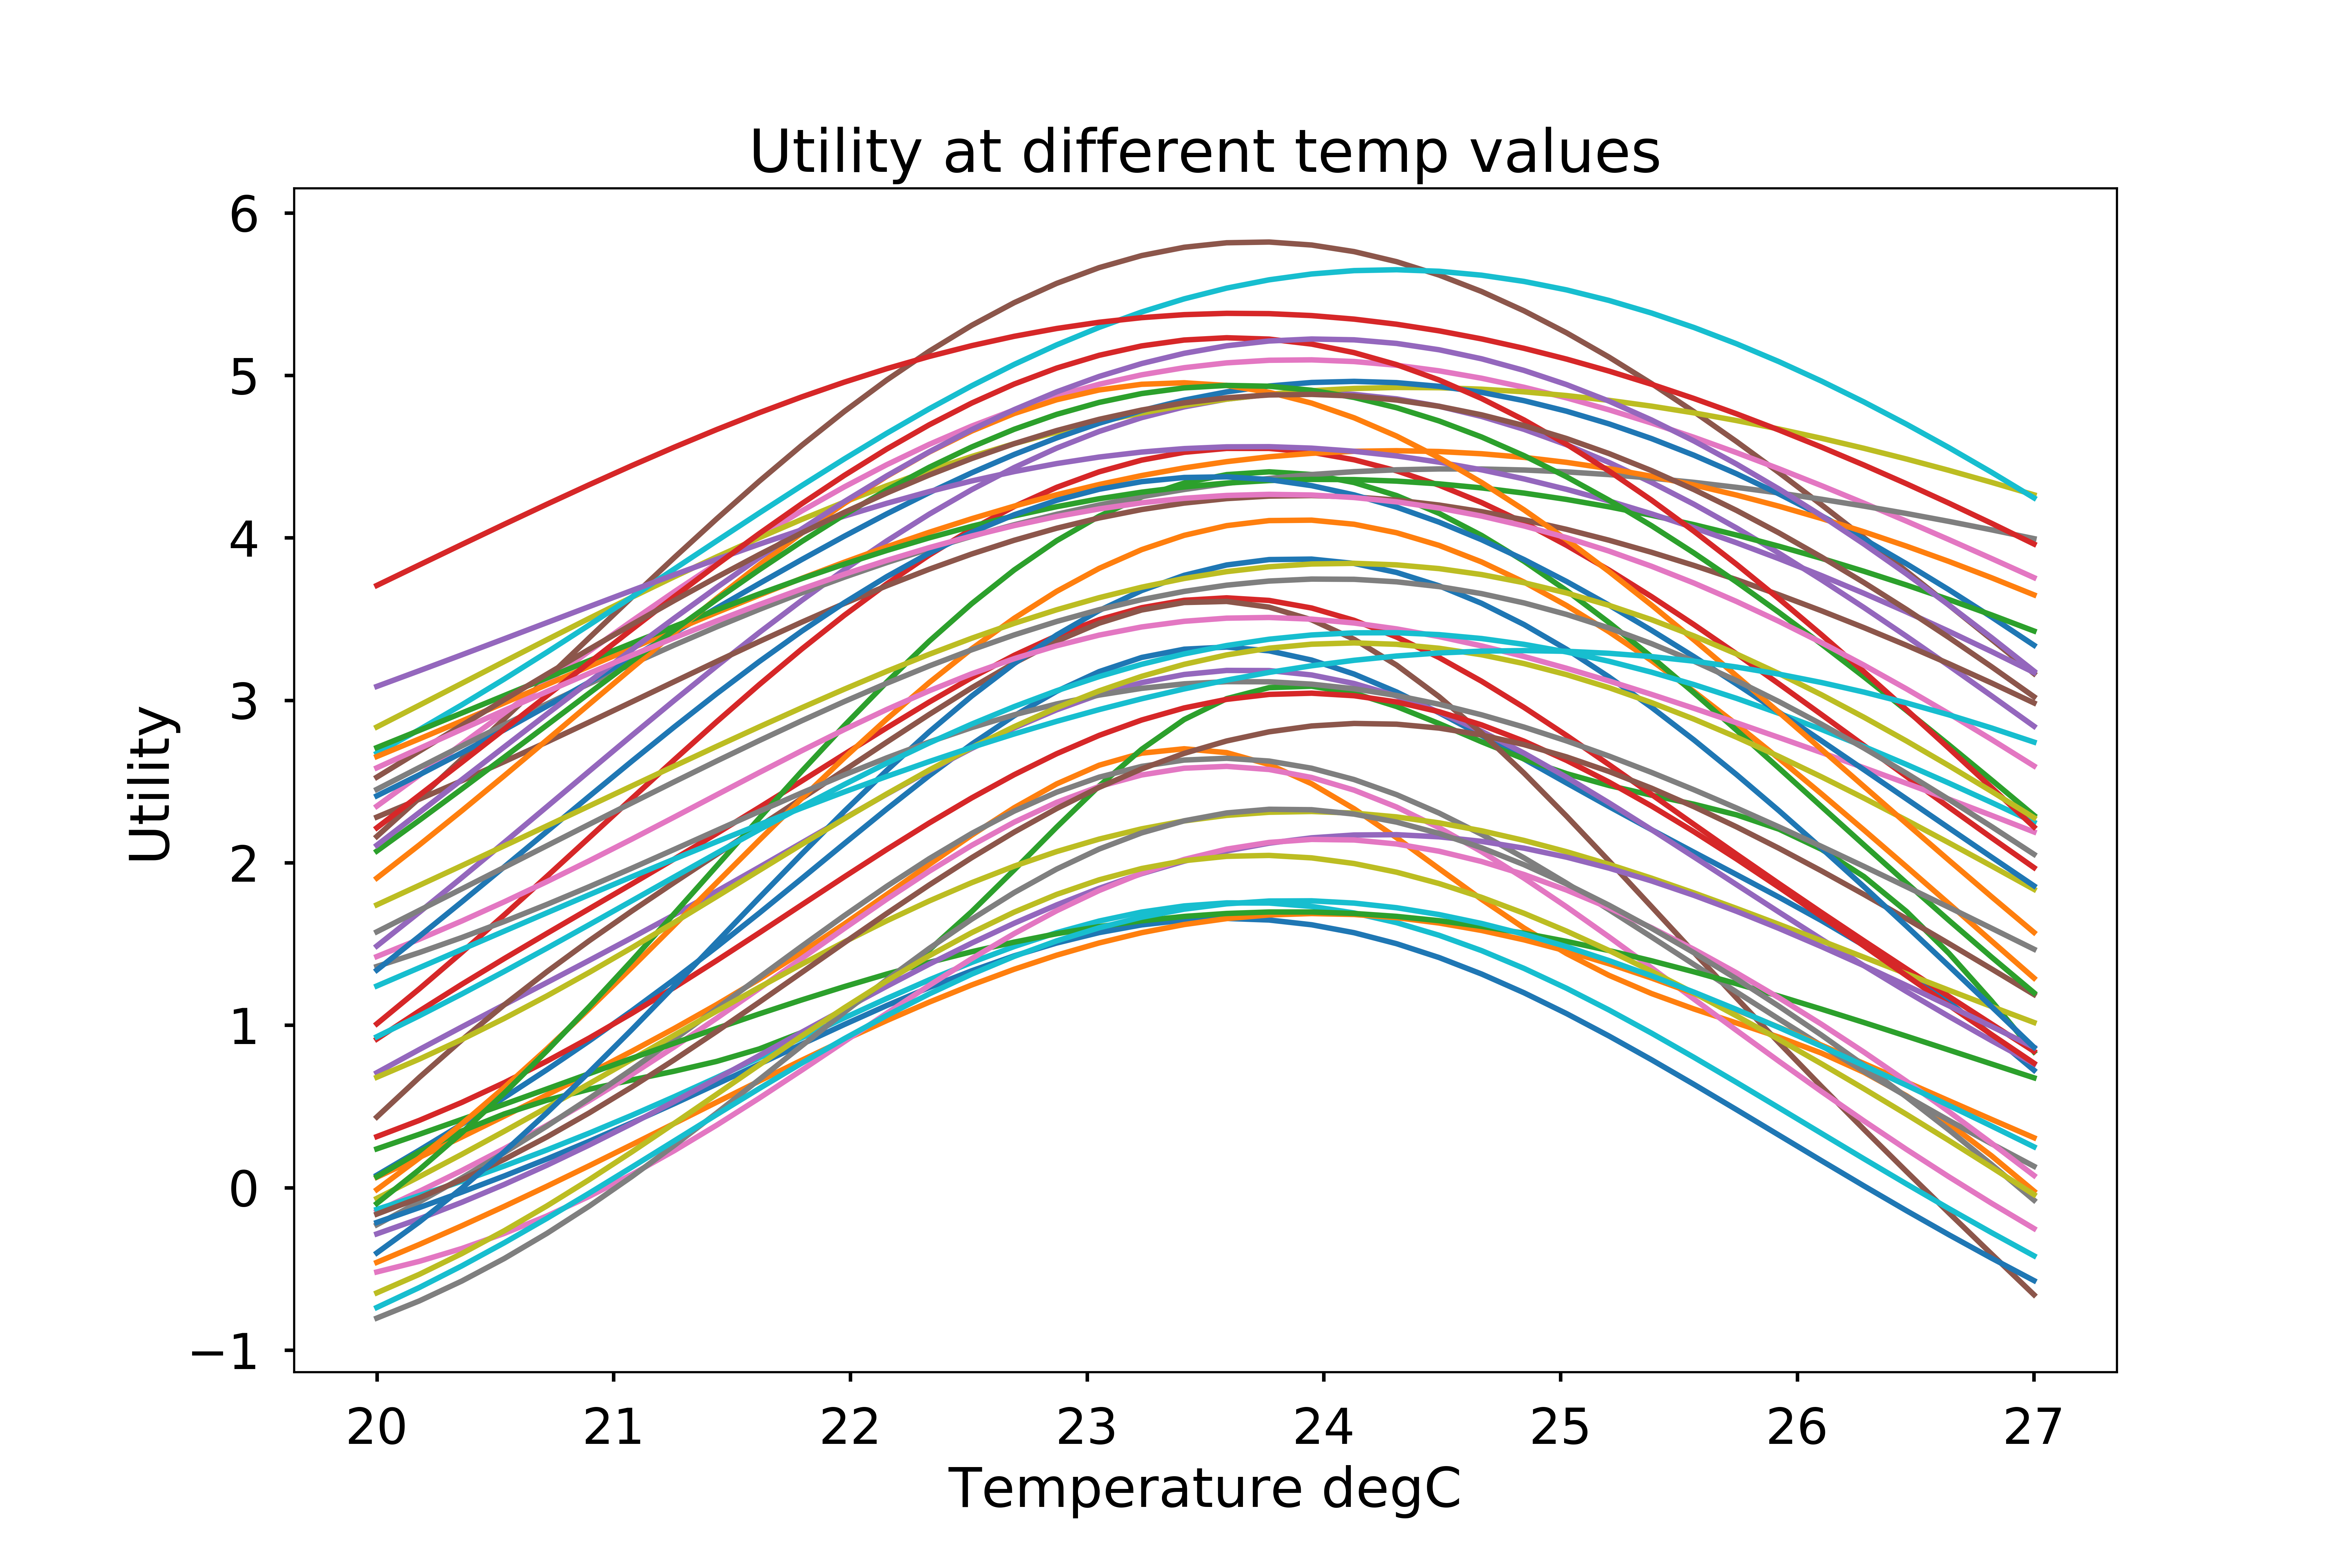 Utility at different temp values
6
5
4
3
2
1
0
−1
Utility
20 21 22 23 24 25 26 27
Temperature degC